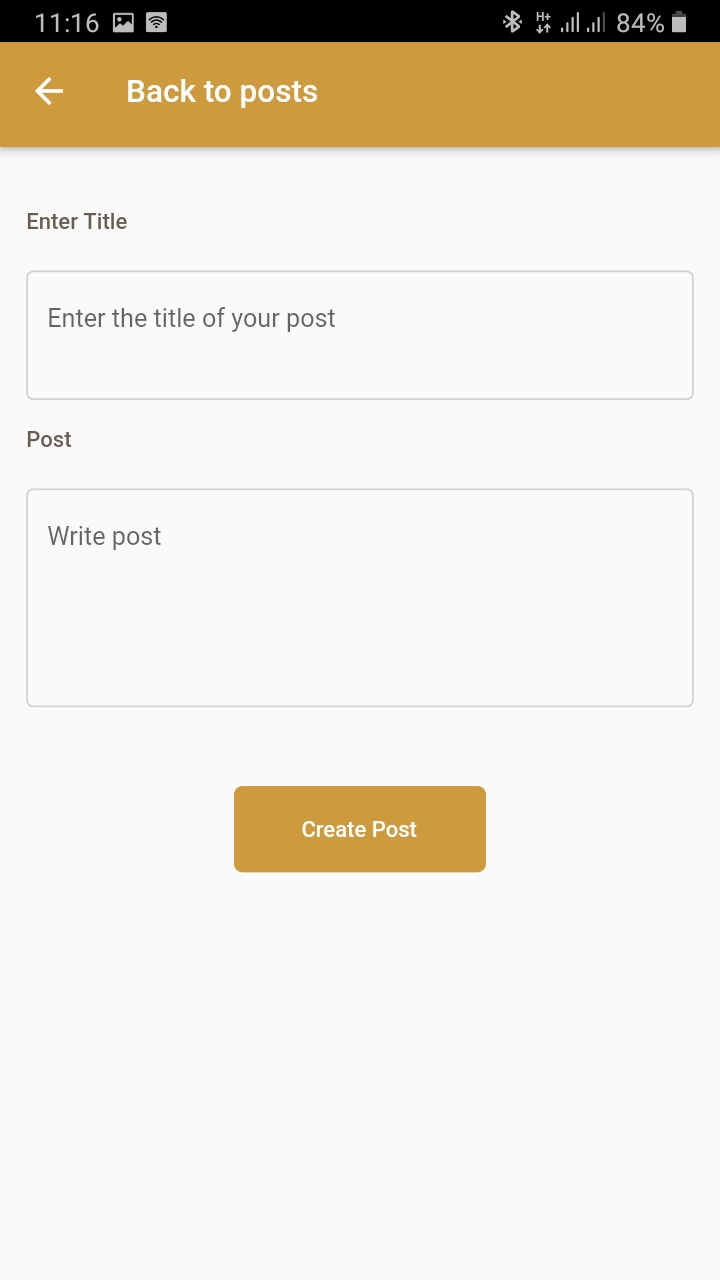 11:16 H+ 84%
Back to posts
Enter Title
Enter the title of your post
Post
Write post
Create Post